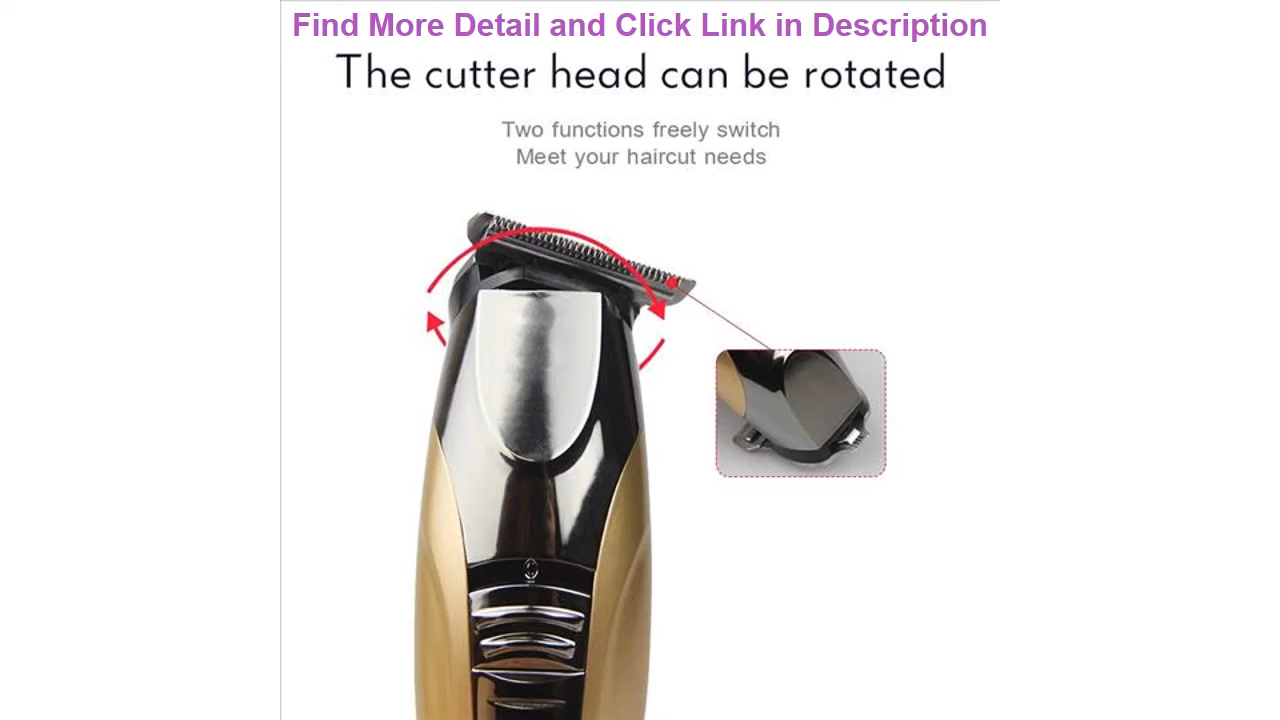 Find More Detail and Click Link in Description
The cutter head can be rotated
Two functions freely switch
Meet your haircut needs